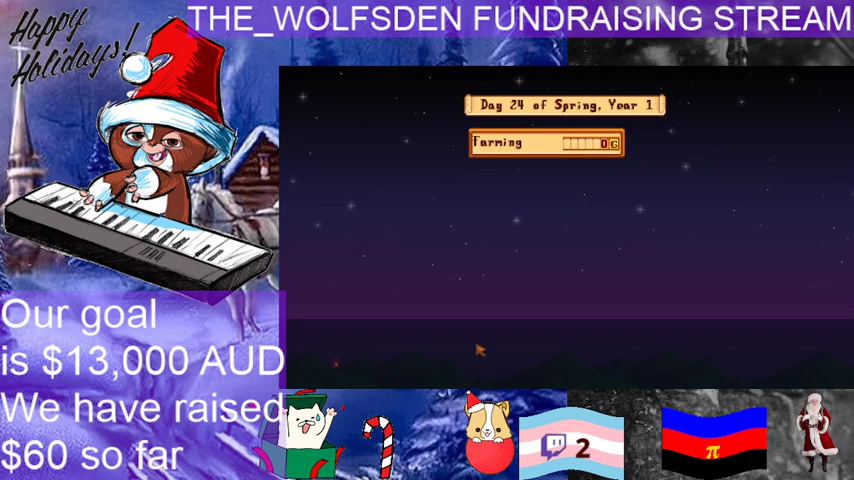 THE_WOLFSDEN FUNDRAISING STREAM
Happy
Holidays!
Day 24 of Spring, Year 1
Farming 0G
Our goal
is $13,000 AUD
We have raised
$60 so far
2
π